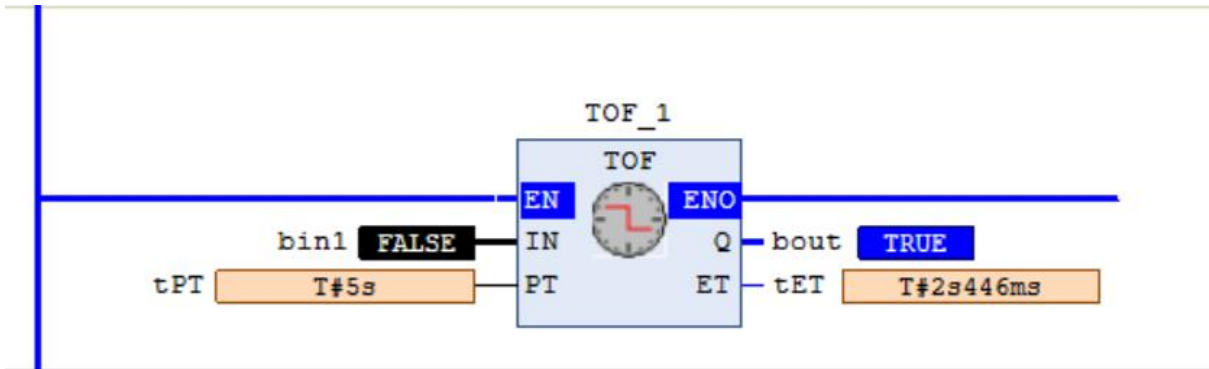 TOF_1
TOF
EN ENO
bin1 FALSE IN Q bout TRUE
tPT T#5s PT ET tET T#2s446ms